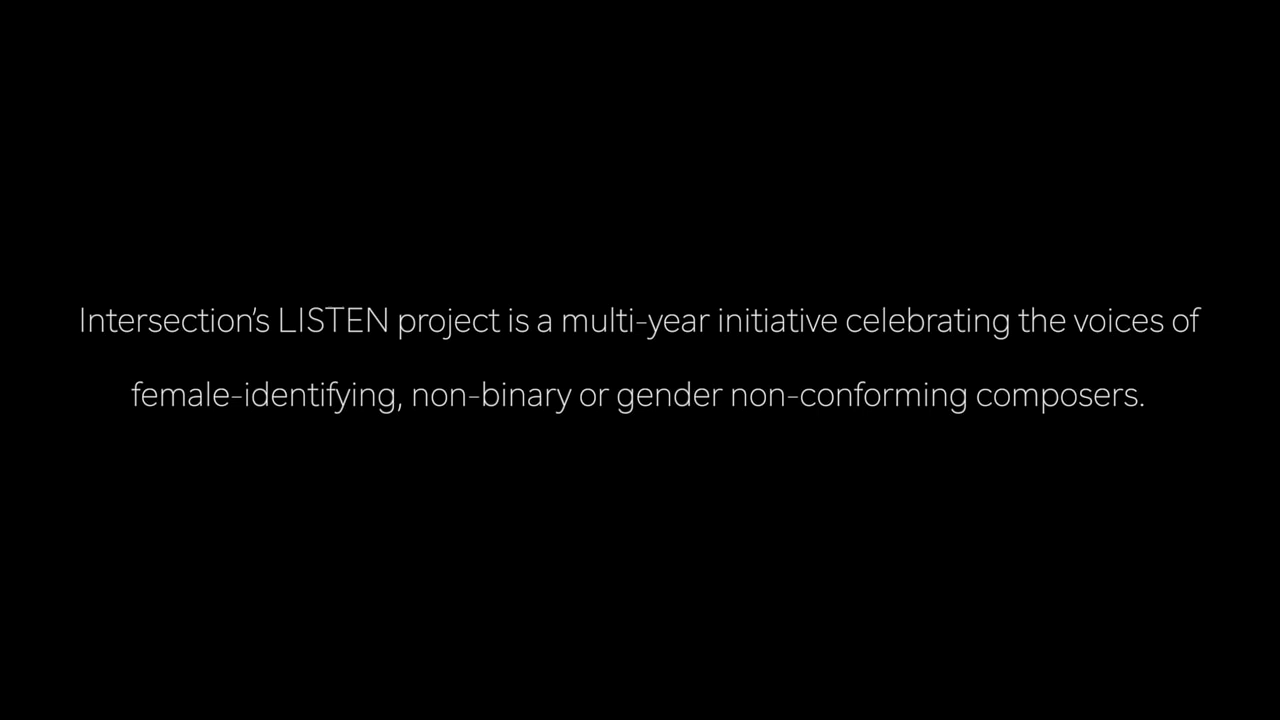 Intersection’s LISTEN project is a multi-year initiative celebrating the voices of
female-identifying, non-binary or gender non-conforming composers.